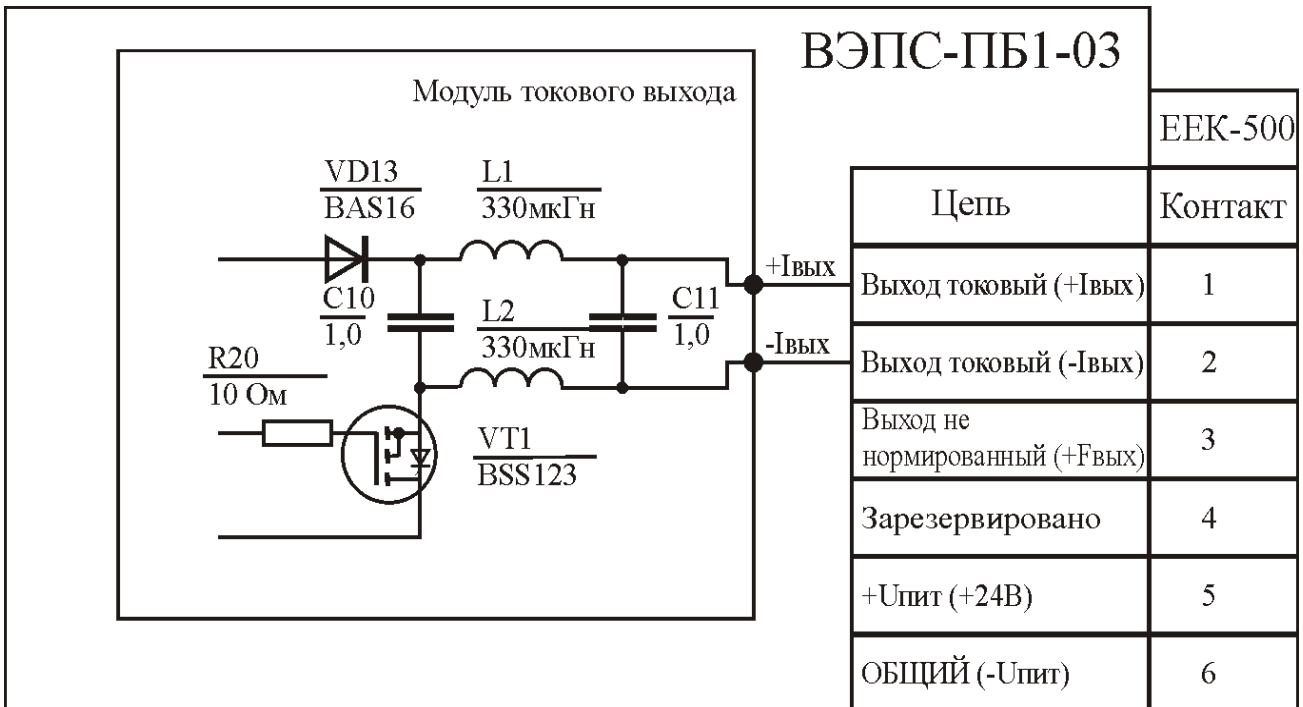 ВЭПС-ПБ1-03
Модуль токового выхода
ЕЕК-500
Цепь
Контакт
VD13
BAS16
L1
330мкГн
+Iвых
Выход токовый (+Iвых)
1
C10
1,0
L2
330мкГн
C11
1,0
-Iвых
Выход токовый (-Iвых)
2
R20
10 Ом
VT1
BSS123
Выход не
нормированный (+Fвых)
3
Зарезервировано
4
+Uпит (+24В)
5
ОБЩИЙ (-Uпит)
6